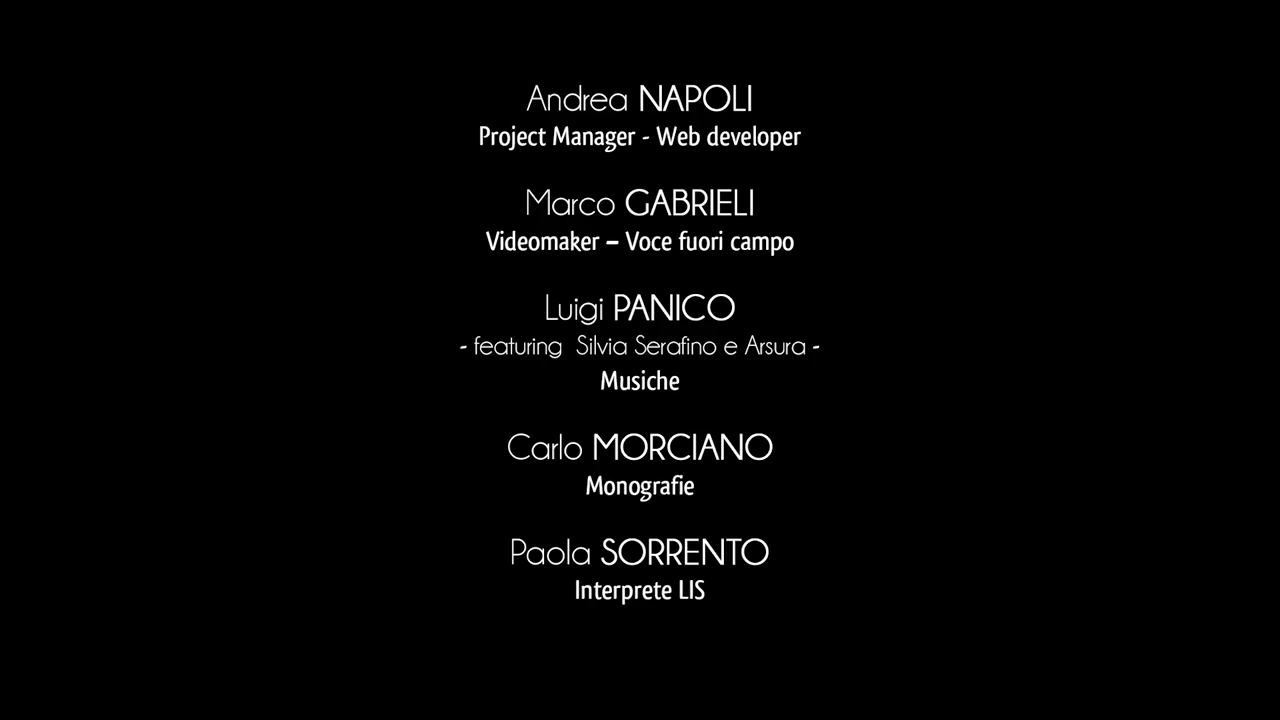 Andrea NAPOLI
Project Manager - Web developer
Marco GABRIELI
Videomaker – Voce fuori campo
Luigi PANICO
- featuring Silvia Serafino e Arsura -
Musiche
Carlo MORCIANO
Monografie
Paola SORRENTO
Interprete LIS